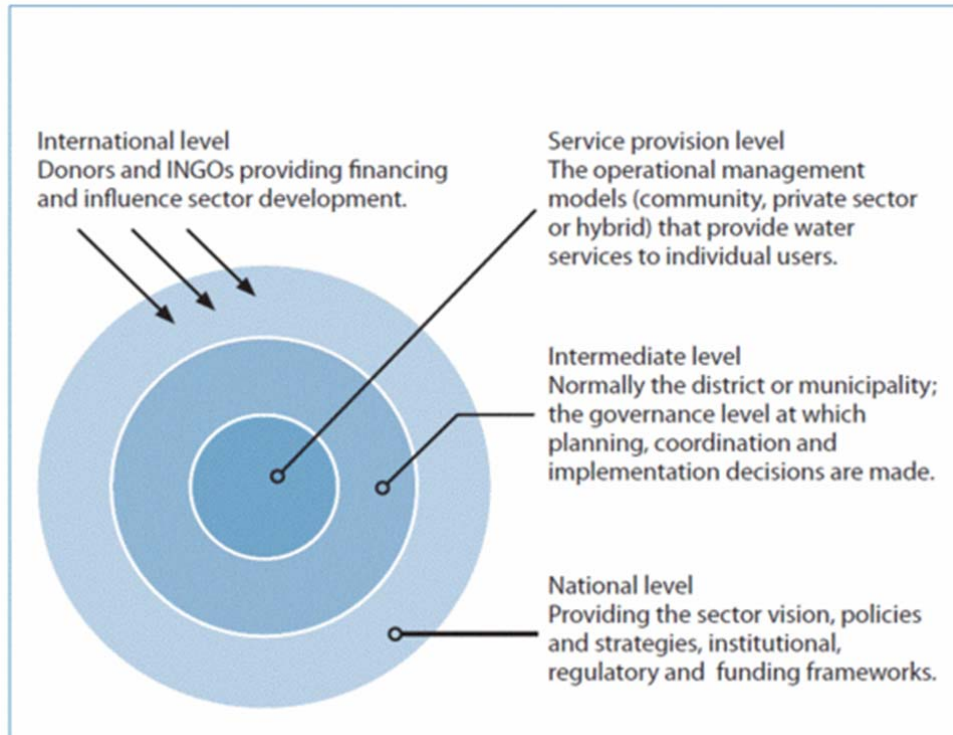 International level
Donors and INGOs providing financing
and influence sector development.
Service provision level
The operational management
models (community, private sector
or hybrid) that provide water
services to individual users.
Intermediate level
Normally the district or municipality;
the governance level at which
planning, coordination and
implementation decisions are made.
National level
Providing the sector vision, policies
and strategies, institutional,
regulatory and funding frameworks.